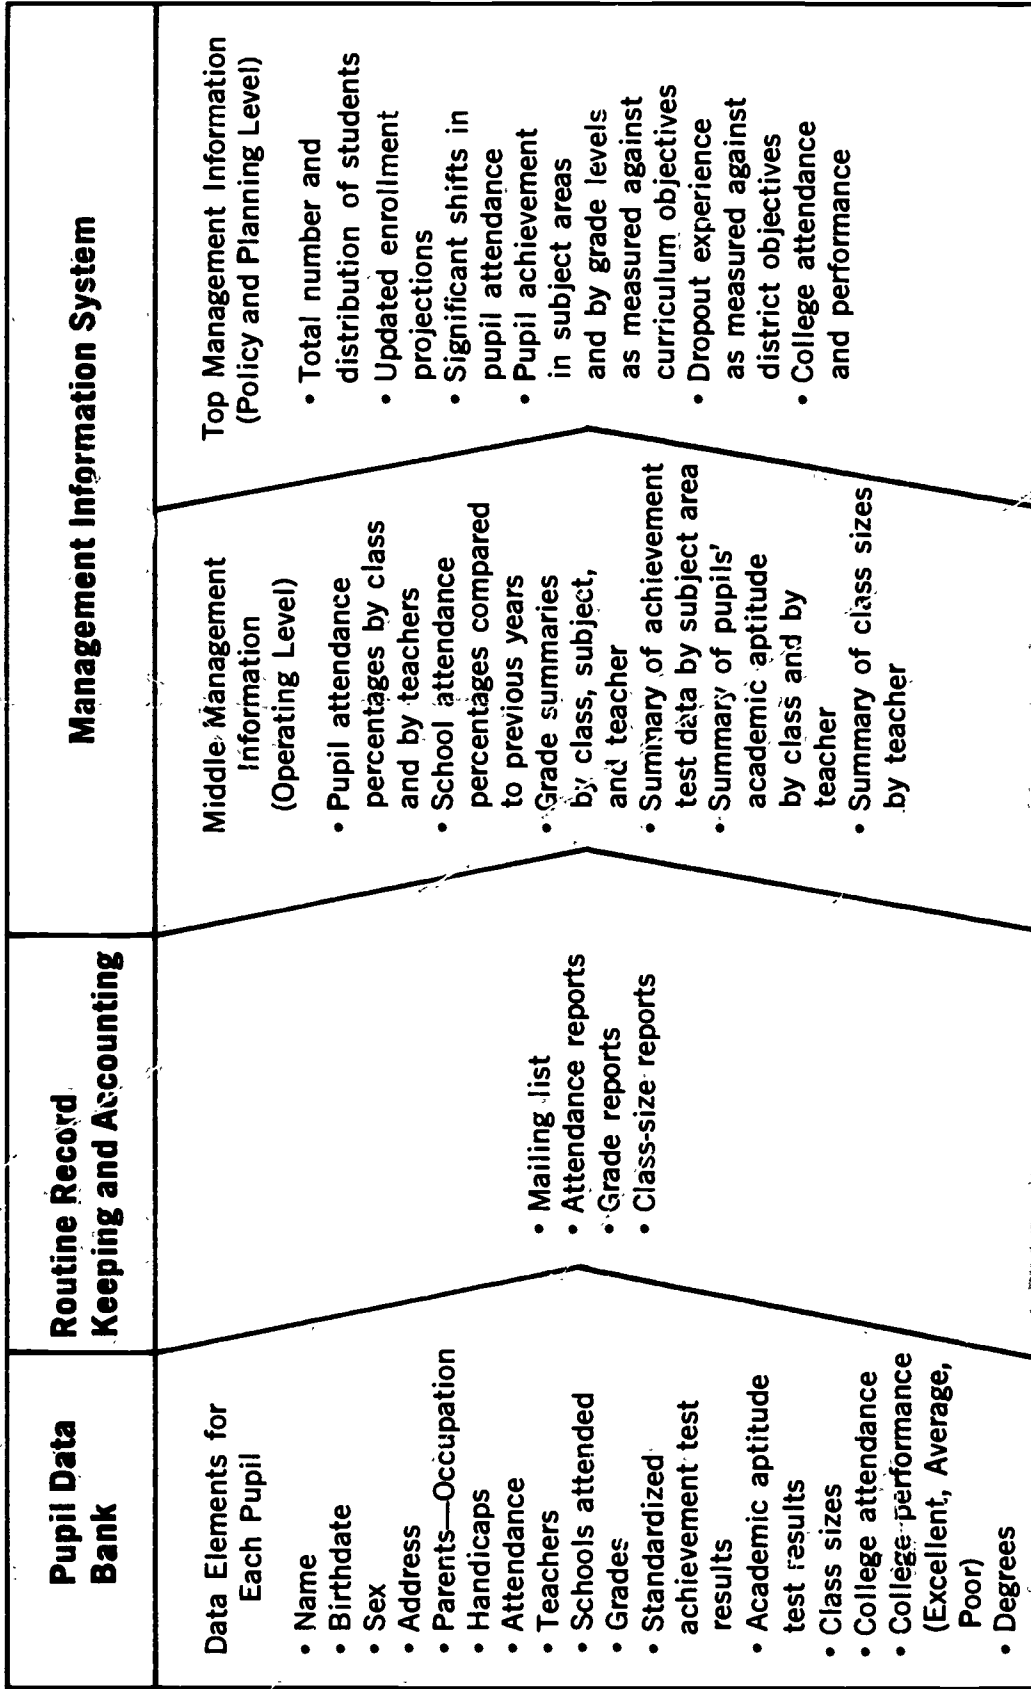 Pupil Data
Bank
Data Elements for
Each Pupil
• Name
• Birthdate
• Sex
• Address
• Parents—Occupation
• Handicaps
• Attendance
• Teachers
• Schools attended
• Grades
• Standardized
achievement test
results
• Academic aptitude
test results
• Class sizes
• College attendance
• College performance
(Excellent, Average,
Poor)
• Degrees
Routine Record
Keeping and Accounting
• Mailing list
• Attendance reports
• Grade reports
• Class-size reports
Management Information System
Middle Management
Information
(Operating Level)
• Pupil attendance
percentages by class
and by teachers
• School attendance
percentages compared
to previous years
• Grade summaries
by class, subject,
and teacher
• Summary of achievement
test data by subject area
• Summary of pupils'
academic aptitude
by class and by
teacher
• Summary of class sizes
by teacher
Top Management Information
(Policy and Planning Level)
• Total number and
distribution of students
• Updated enrollment
projections
• Significant shifts in
pupil attendance
• Pupil achievement
in subject areas
and by grade levels
as measured against
curriculum objectives
• Dropout experience
as measured against
district objectives
• College attendance
and performance